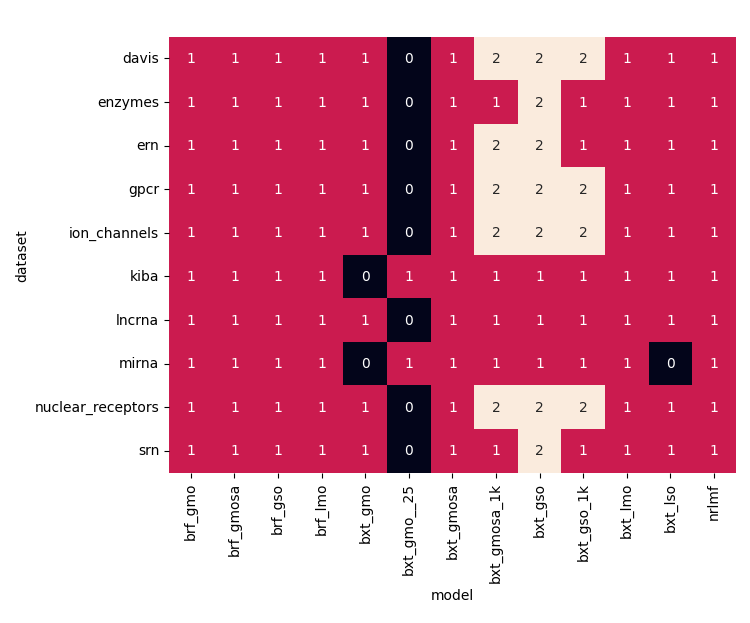 davis 1 1 1 1 1 0 1 2 2 2 1 1 1
enzymes 1 1 1 1 1 0 1 1 2 1 1 1 1
ern 1 1 1 1 1 0 1 2 2 1 1 1 1
gpcr 1 1 1 1 1 0 1 2 2 2 1 1 1
ion_channels 1 1 1 1 1 0 1 2 2 2 1 1 1
kiba 1 1 1 1 0 1 1 1 1 1 1 1 1
lncrna 1 1 1 1 1 0 1 1 1 1 1 1 1
mirna 1 1 1 1 0 1 1 1 1 1 1 0 1
nuclear_receptors 1 1 1 1 1 0 1 2 2 2 1 1 1
srn 1 1 1 1 1 0 1 1 2 1 1 1 1
dataset
brf_gmo
brf_gmosa
brf_gso
brf_lmo
bxt_gmo
bxt_gmo__25
bxt_gmosa
bxt_gmosa_1k
bxt_gso
bxt_gso_1k
bxt_lmo
bxt_lso
nrlmf
model